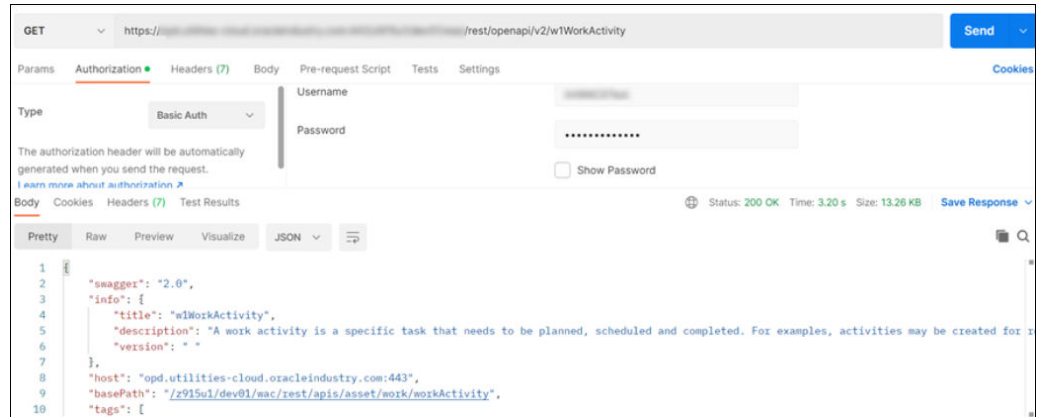 GET https:// /rest/openapi/v2/w1WorkActivity Send
Params Authorization Headers (7) Body Pre-request Script Tests Settings Cookies
Username
Type Basic Auth
Password •••••••••••••
The authorization header will be automatically
generated when you send the request.
Show Password
Learn more about authorization ↗
Body Cookies Headers (7) Test Results Status: 200 OK Time: 3.20 s Size: 13.26 KB Save Response
Pretty Raw Preview Visualize JSON
1 {
2 "swagger": "2.0",
3 "info": {
4 "title": "w1WorkActivity",
5 "description": "A work activity is a specific task that needs to be planned, scheduled and completed. For examples, activities may be created for
6 "version": " "
7 },
8 "host": "opd.utilities-cloud.oracleindustry.com:443",
9 "basePath": "/z915u1/dev01/wac/rest/apis/asset/work/workActivity",
10 "tags": [